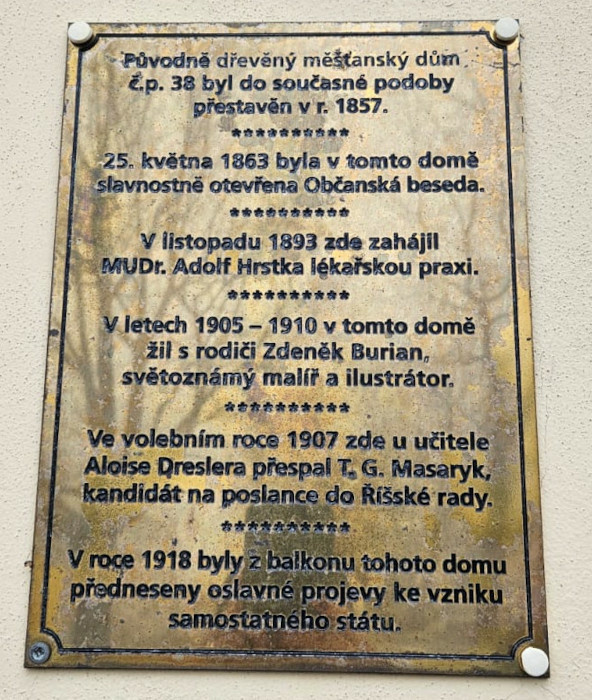 Původně dřevěný měšťanský dům
č.p. 38 byl do současné podoby
přestavěn v r. 1857.
**********
25. května 1863 byla v tomto domě
slavnostně otevřena Občanská beseda.
**********
V listopadu 1893 zde zahájil
MUDr. Adolf Hrstka lékařskou praxi.
**********
V letech 1905 – 1910 v tomto domě
žil s rodiči Zdeněk Burian,
světoznámý malíř a ilustrátor.
**********
Ve volebním roce 1907 zde u učitele
Aloise Dreslera přespal T. G. Masaryk,
kandidát na poslance do Říšské rady.
**********
V roce 1918 byly z balkonu tohoto domu
předneseny oslavné projevy ke vzniku
samostatného státu.